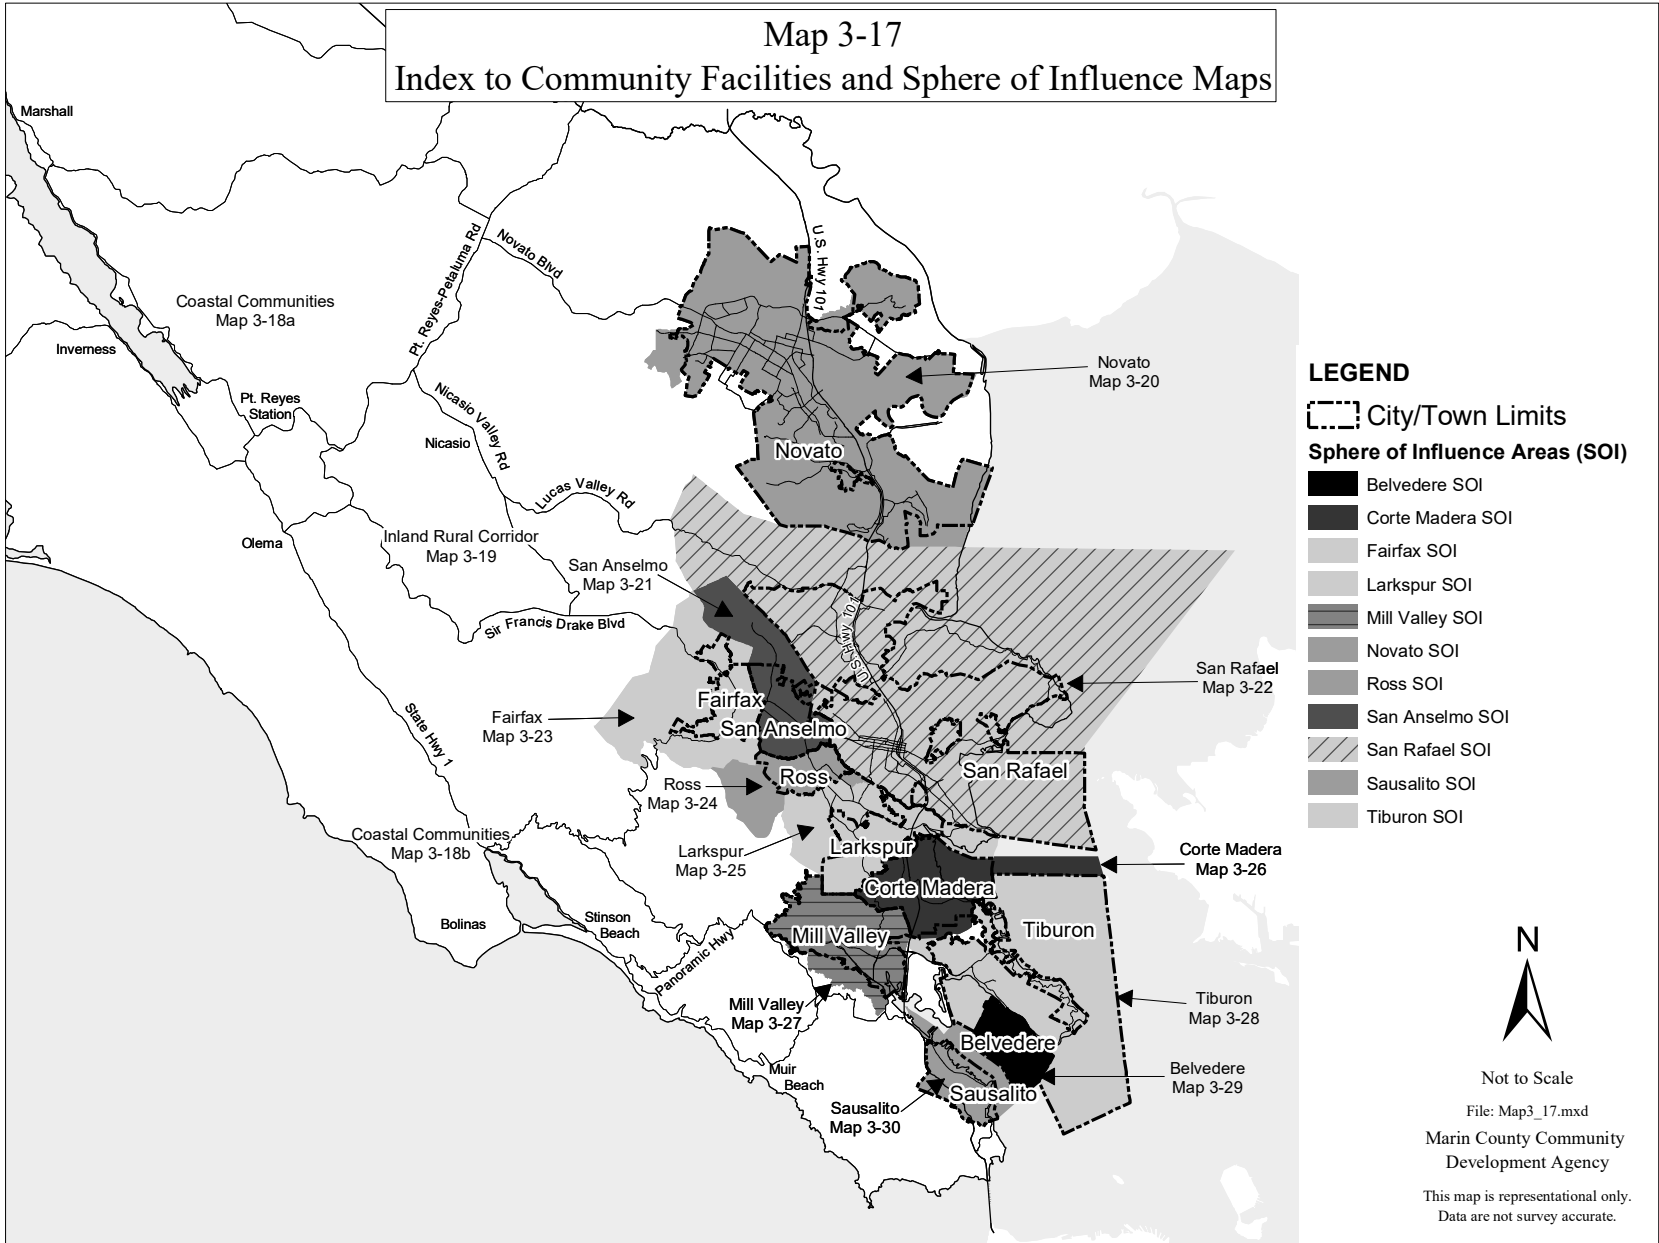 Map 3-17
Index to Community Facilities and Sphere of Influence Maps
Marshall
U.S. Hwy 101
Pt. Reyes-Petaluma Rd
Novato Blvd
Coastal Communities
Map 3-18a
Inverness
Novato
Map 3-20
Pt. Reyes
Station
Nicasio Valley Rd
Nicasio
Novato
Lucas Valley Rd
Olema
Inland Rural Corridor
Map 3-19
San Anselmo
Map 3-21
Sir Francis Drake Blvd
U.S. Hwy 101
San Rafael
Map 3-22
Fairfax
San Anselmo
Fairfax
Map 3-23
State Hwy 1
San Rafael
Ross
Ross
Map 3-24
Coastal Communities
Map 3-18b
Larkspur
Larkspur
Map 3-25
Corte Madera
Map 3-26
Corte Madera
Bolinas
Stinson
Beach
Mill Valley
Tiburon
Panoramic Hwy
Mill Valley
Map 3-27
Tiburon
Map 3-28
Belvedere
Muir
Beach
Belvedere
Map 3-29
Sausalito
Sausalito
Map 3-30
LEGEND
City/Town Limits
Sphere of Influence Areas (SOI)
Belvedere SOI
Corte Madera SOI
Fairfax SOI
Larkspur SOI
Mill Valley SOI
Novato SOI
Ross SOI
San Anselmo SOI
San Rafael SOI
Sausalito SOI
Tiburon SOI
N
Not to Scale
File: Map3_17.mxd
Marin County Community
Development Agency
This map is representational only.
Data are not survey accurate.